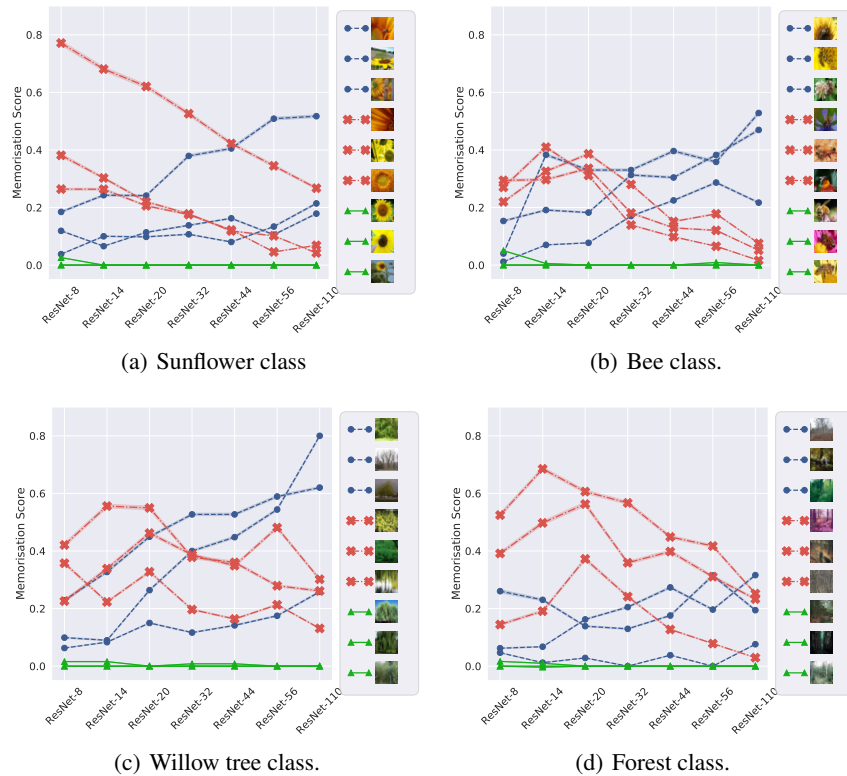 0.8
0.6
0.4
0.2
0.0
Memorisation Score
ResNet-8
ResNet-14
ResNet-20
ResNet-32
ResNet-44
ResNet-56
ResNet-110
(a) Sunflower class
0.8
0.6
0.4
0.2
0.0
Memorisation Score
ResNet-8
ResNet-14
ResNet-20
ResNet-32
ResNet-44
ResNet-56
ResNet-110
(b) Bee class.
0.8
0.6
0.4
0.2
0.0
Memorisation Score
ResNet-8
ResNet-14
ResNet-20
ResNet-32
ResNet-44
ResNet-56
ResNet-110
(c) Willow tree class.
0.8
0.6
0.4
0.2
0.0
Memorisation Score
ResNet-8
ResNet-14
ResNet-20
ResNet-32
ResNet-44
ResNet-56
ResNet-110
(d) Forest class.